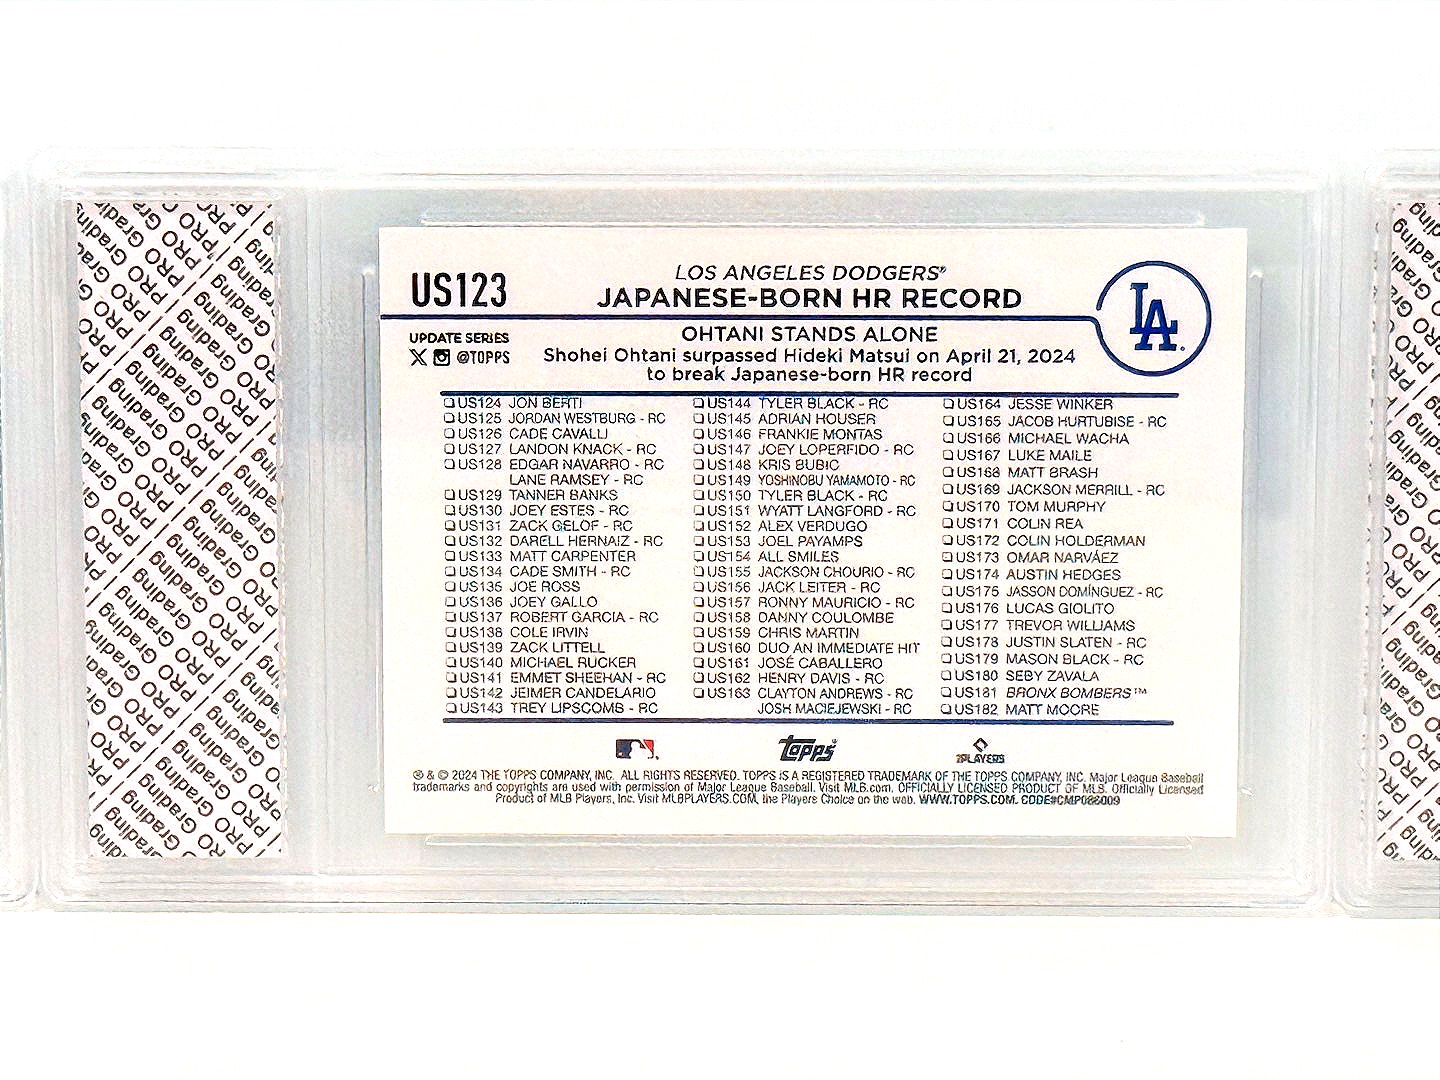 US123
LOS ANGELES DODGERS®
JAPANESE-BORN HR RECORD
LA
UPDATE SERIES
@TOPPS
OHTANI STANDS ALONE
Shohei Ohtani surpassed Hideki Matsui on April 21, 2024
to break Japanese-born HR record
US124 JON BERTI
US125 JORDAN WESTBURG - RC
US126 CADE CAVALLI
US127 LANDON KNACK - RC
US128 EDGAR NAVARRO - RC
LANE RAMSEY - RC
US129 TANNER BANKS
US130 JOEY ESTES - RC
US131 ZACK GELOF - RC
US132 DARELL HERNAIZ - RC
US133 MATT CARPENTER
US134 CADE SMITH - RC
US135 JOE ROSS
US136 JOEY GALLO
US137 ROBERT GARCIA - RC
US138 COLE IRVIN
US139 ZACK LITTELL
US140 MICHAEL RUCKER
US141 EMMET SHEEHAN - RC
US142 JEIMER CANDELARIO
US143 TREY LIPSCOMB - RC
US144 TYLER BLACK - RC
US145 ADRIAN HOUSER
US146 FRANKIE MONTAS
US147 JOEY LOPERFIDO - RC
US148 KRIS BUBIC
US149 YOSHINOBU YAMAMOTO - RC
US150 TYLER BLACK - RC
US151 WYATT LANGFORD - RC
US152 ALEX VERDUGO
US153 JOEL PAYAMPS
US154 ALL SMILES
US155 JACKSON CHOURIO - RC
US156 JACK LEITER - RC
US157 RONNY MAURICIO - RC
US158 DANNY COULOMBE
US159 CHRIS MARTIN
US160 DUO AN IMMEDIATE HIT
US161 JOSÉ CABALLERO
US162 HENRY DAVIS - RC
US163 CLAYTON ANDREWS - RC
JOSH MACIEJEWSKI - RC
US164 JESSE WINKER
US165 JACOB HURTUBISE - RC
US166 MICHAEL WACHA
US167 LUKE MAILE
US168 MATT BRASH
US169 JACKSON MERRILL - RC
US170 TOM MURPHY
US171 COLIN REA
US172 COLIN HOLDERMAN
US173 OMAR NARVÁEZ
US174 AUSTIN HEDGES
US175 JASSON DOMÍNGUEZ - RC
US176 LUCAS GIOLITO
US177 TREVOR WILLIAMS
US178 JUSTIN SLATEN - RC
US179 MASON BLACK - RC
US180 SEBY ZAVALA
US181 BRONX BOMBERS™
US182 MATT MOORE
topps®
PLAYERS
® & © 2024 THE TOPPS COMPANY, INC. ALL RIGHTS RESERVED. TOPPS IS A REGISTERED TRADEMARK OF THE TOPPS COMPANY, INC. Major League Baseball
trademarks and copyrights are used with permission of Major League Baseball. Visit MLB.com. OFFICIALLY LICENSED PRODUCT OF MLB. Officially Licensed
Product of MLB Players, Inc. Visit MLBPLAYERS.COM, the Players Choice on the web. WWW.TOPPS.COM. CODE#CMP086009
PRO Grading